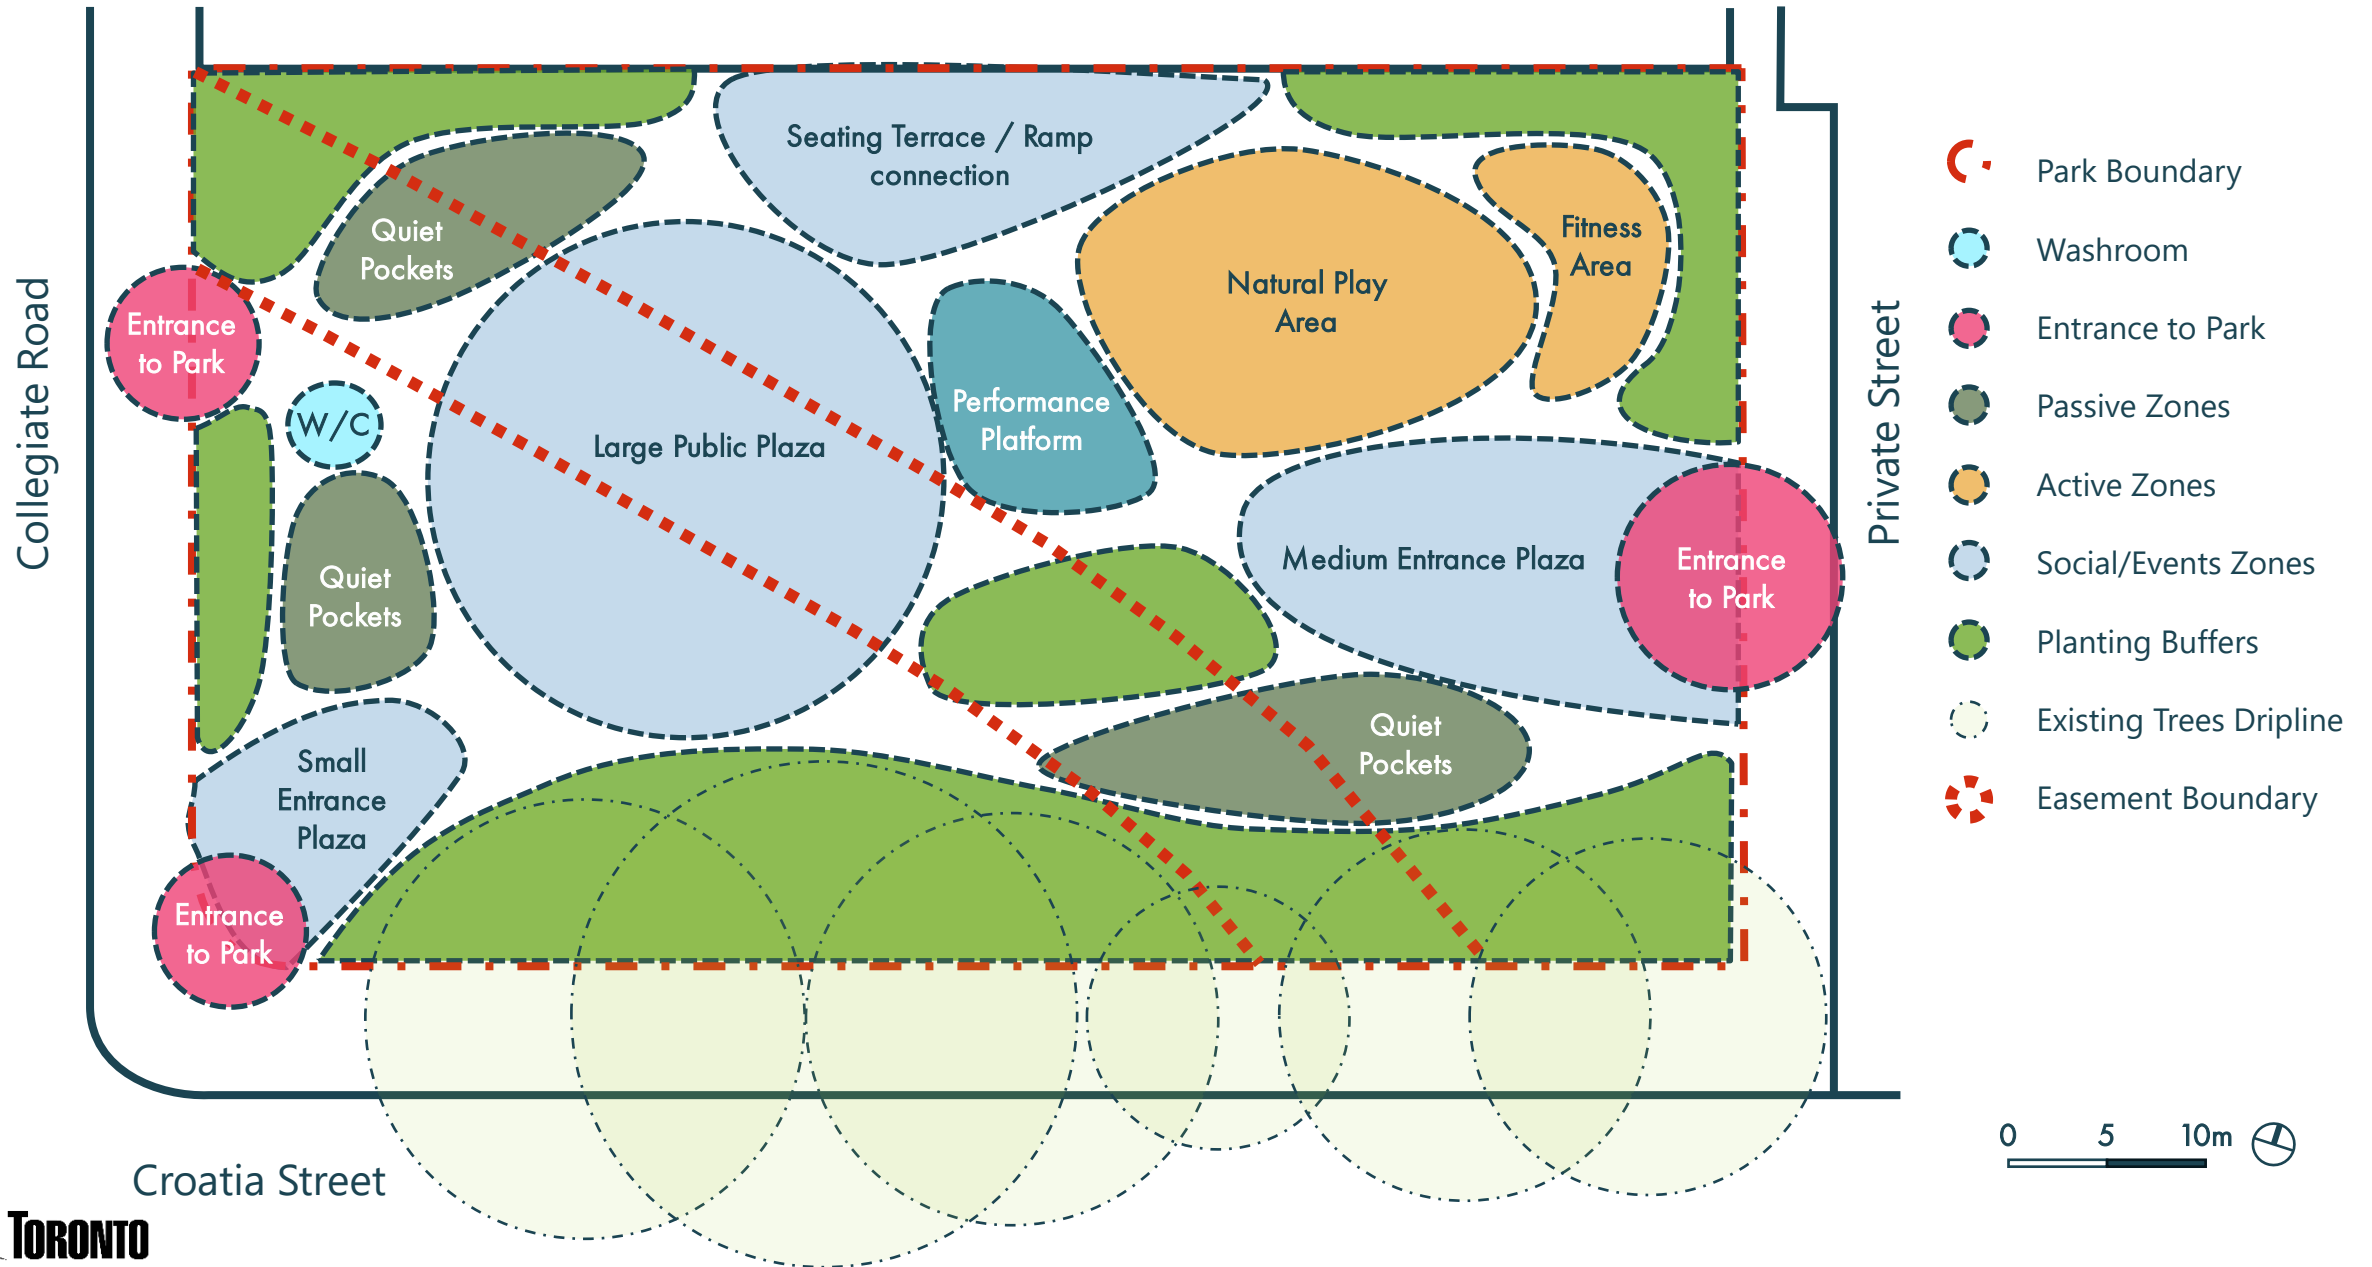 Seating Terrace / Ramp
connection
Quiet
Pockets
Fitness
Area
Natural Play
Area
Entrance
to Park
W/C
Large Public Plaza
Performance
Platform
Medium Entrance Plaza
Entrance
to Park
Quiet
Pockets
Quiet
Pockets
Small
Entrance
Plaza
Entrance
to Park
Collegiate Road
Private Street
Croatia Street
Park Boundary
Washroom
Entrance to Park
Passive Zones
Active Zones
Social/Events Zones
Planting Buffers
Existing Trees Dripline
Easement Boundary
0 5 10m
TORONTO